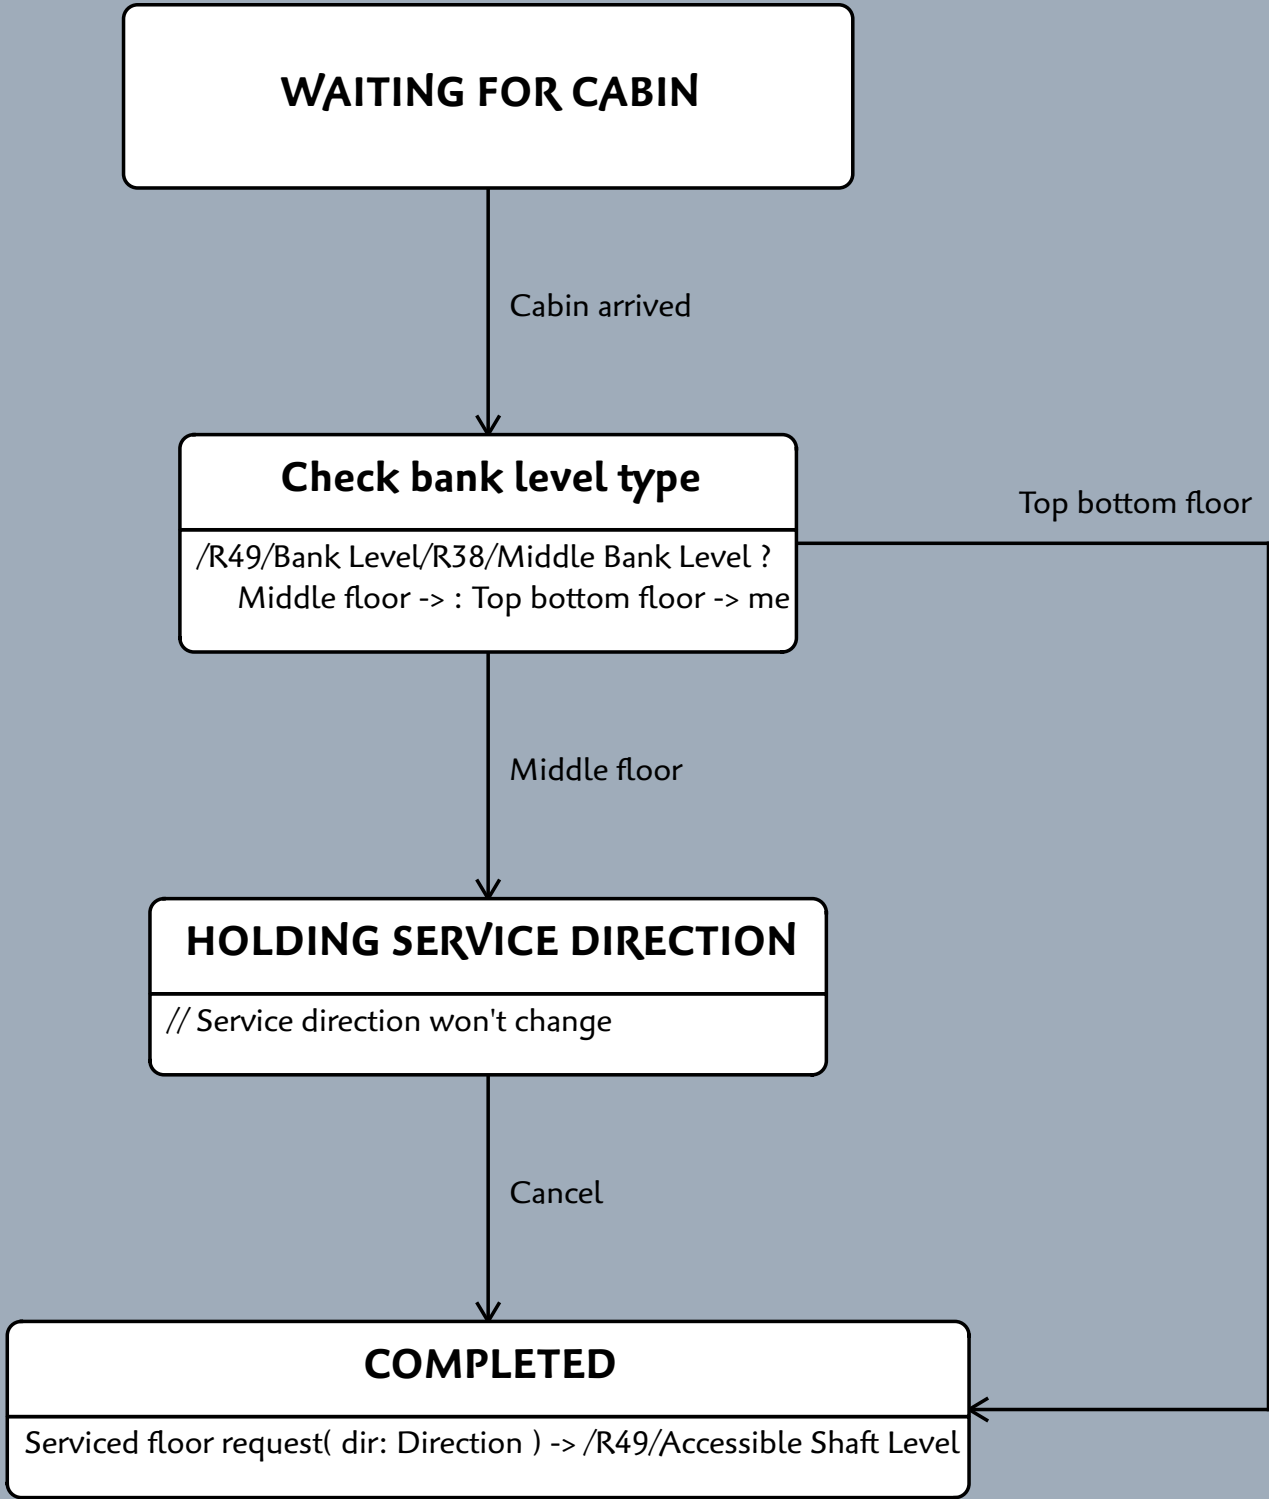 WAITING FOR CABIN
Cabin arrived
Check bank level type
Top bottom floor
/R49/Bank Level/R38/Middle Bank Level ?
Middle floor -> : Top bottom floor -> me
Middle floor
HOLDING SERVICE DIRECTION
// Service direction won't change
Cancel
COMPLETED
Serviced floor request( dir: Direction ) -> /R49/Accessible Shaft Level